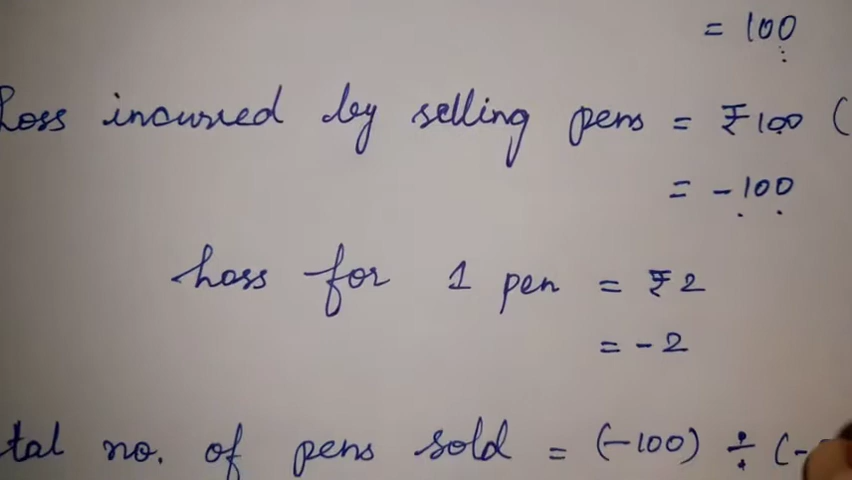 = 100
Loss incurred by selling pens = ₹100 (
= -100
Loss for 1 pen = ₹2
= -2
tal no. of pens sold = (-100) ÷ (-